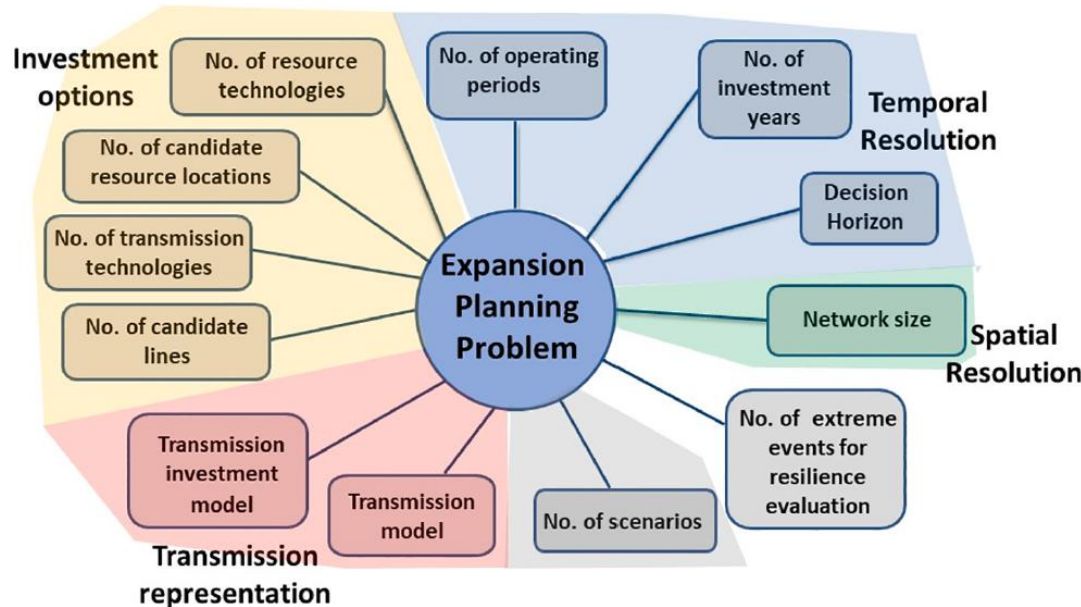 Investment
options
No. of resource
technologies
No. of candidate
resource locations
No. of transmission
technologies
No. of candidate
lines
No. of operating
periods
No. of
investment
years
Temporal
Resolution
Decision
Horizon
Expansion
Planning
Problem
Network size
Spatial
Resolution
No. of extreme
events for
resilience
evaluation
No. of scenarios
Transmission
model
Transmission
investment
model
Transmission
representation